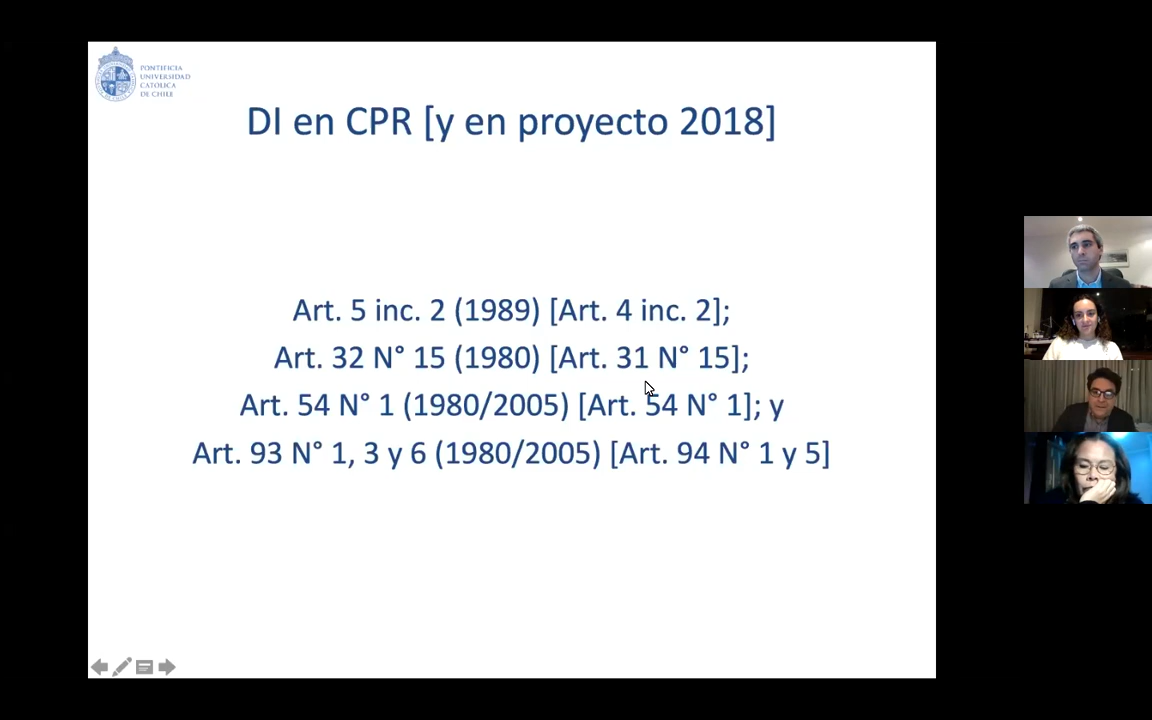 PONTIFICIA
UNIVERSIDAD
CATOLICA
DE CHILE
DI en CPR [y en proyecto 2018]
Art. 5 inc. 2 (1989) [Art. 4 inc. 2];
Art. 32 N° 15 (1980) [Art. 31 N° 15];
Art. 54 N° 1 (1980/2005) [Art. 54 N° 1]; y
Art. 93 N° 1, 3 y 6 (1980/2005) [Art. 94 N° 1 y 5]